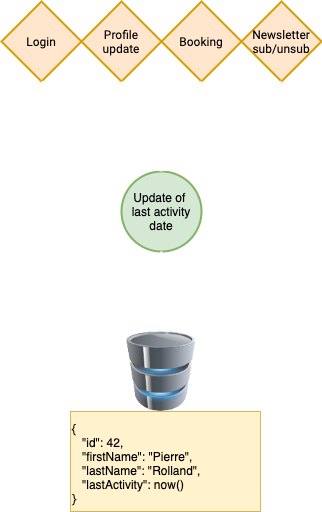 Login
Profile
update
Booking
Newsletter
sub/unsub
Update of
last activity
date
{
"id": 42,
"firstName": "Pierre",
"lastName": "Rolland",
"lastActivity": now()
}